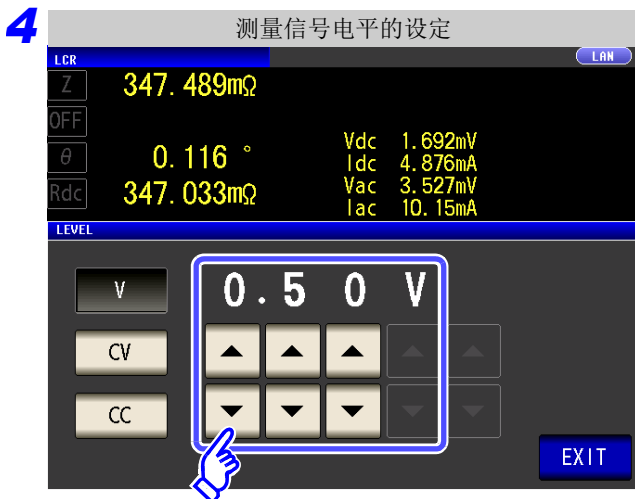 4
测量信号电平的设定
LCR
LAN
Z 347.489mΩ
OFF
θ 0.116 °
Rdc 347.033mΩ
Vdc 1.692mV
Idc 4.876mA
Vac 3.527mV
Iac 10.15mA
LEVEL
V
0.50 V
CV
CC
EXIT